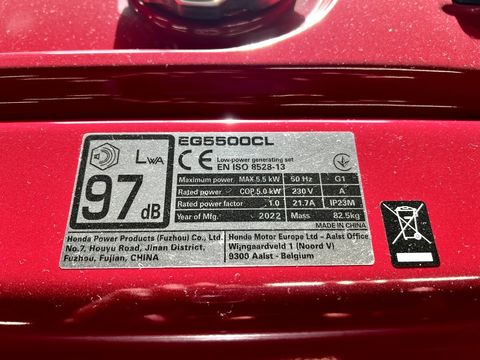 EG5500CL
LWA
97 dB
CE Low-power generating set
EN ISO 8528-13
Maximum power MAX 5.5 kW 50 Hz G1
Rated power COP 5.0 kW 230 V A
Rated power factor 1.0 21.7A IP23M
Year of Mfg. 2022 Mass 82.5kg
MADE IN CHINA
Honda Power Products (Fuzhou) Co., Ltd.
No.7, Houyu Road, Jinan District,
Fuzhou, Fujian, CHINA
Honda Motor Europe Ltd - Aalst Office
Wijngaardveld 1 (Noord V)
9300 Aalst - Belgium